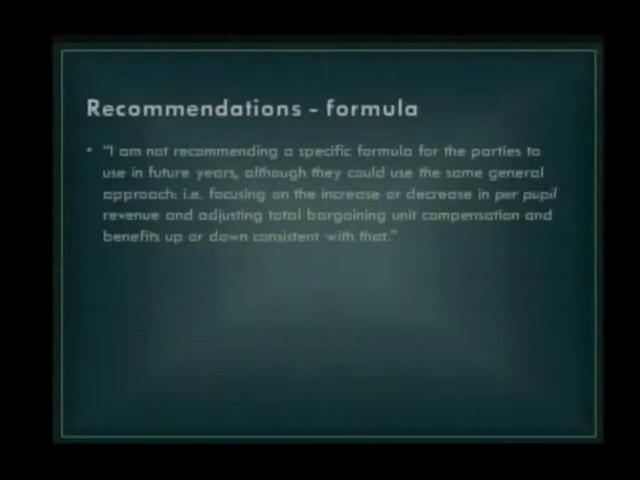 Recommendations - formula
• "I am not recommending a specific formula for the parties to
use in future years, although they could use the same general
approach: i.e. focusing on the increase or decrease in per pupil
revenue and adjusting total bargaining unit compensation and
benefits up or down consistent with that."